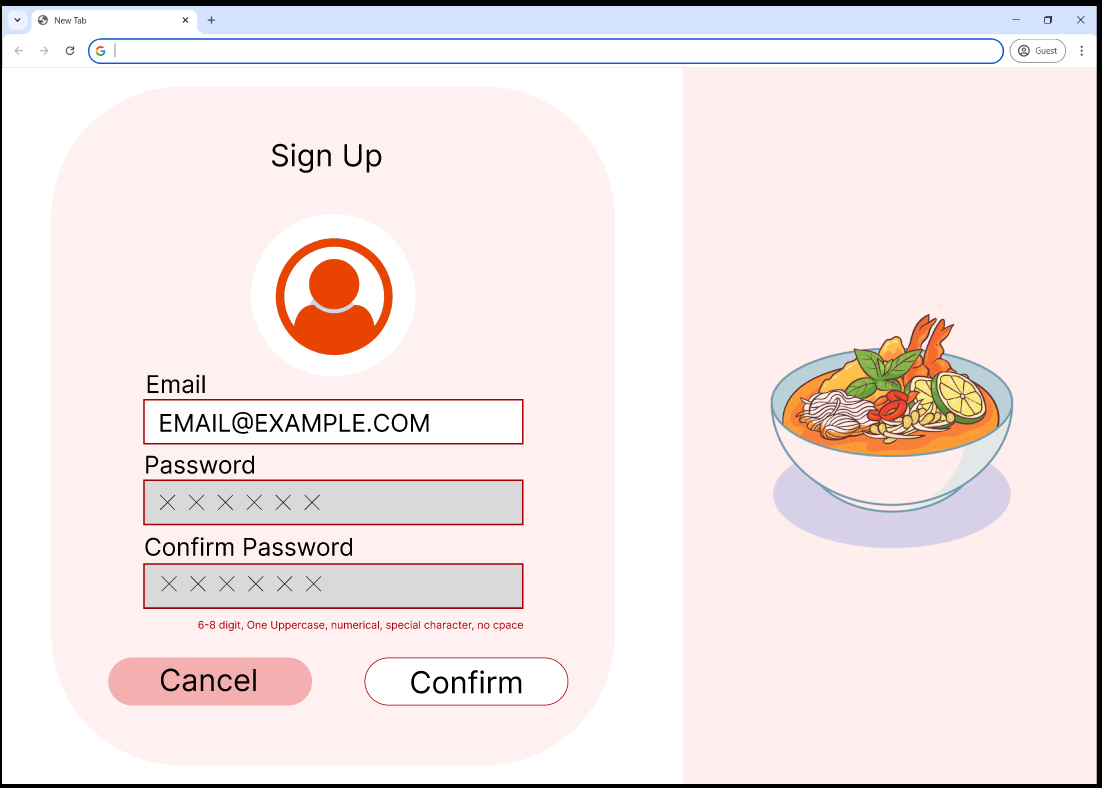 New Tab
Guest
Sign Up
Email
EMAIL@EXAMPLE.COM
Password
Confirm Password
6-8 digit, One Uppercase, numerical, special character, no cpace
Cancel
Confirm